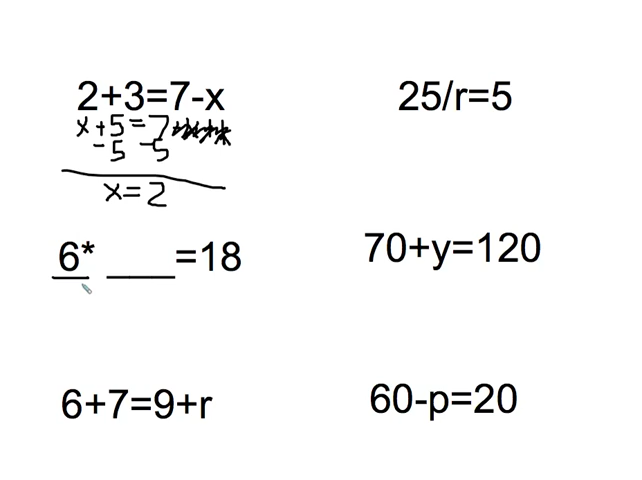 2+3=7-x
x+5=7
-5 -5
x=2
25/r=5
6* ___=18
70+y=120
6+7=9+r
60-p=20